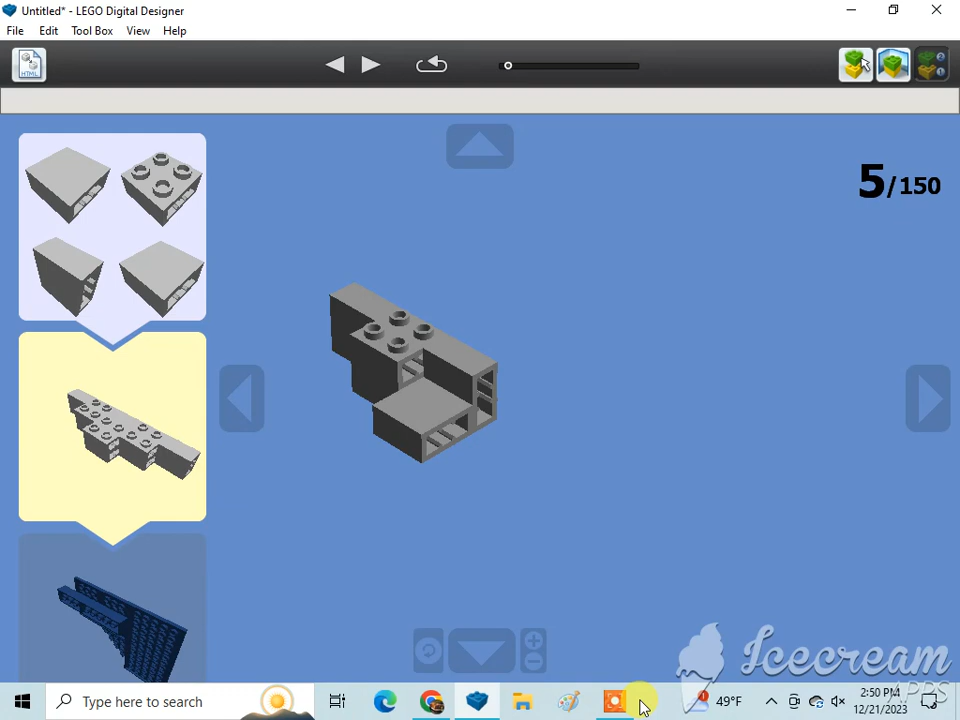 Untitled* - LEGO Digital Designer
File Edit Tool Box View Help
HTML
5/150
Icecream
APPS
Type here to search
49°F
2:50 PM
12/21/2023